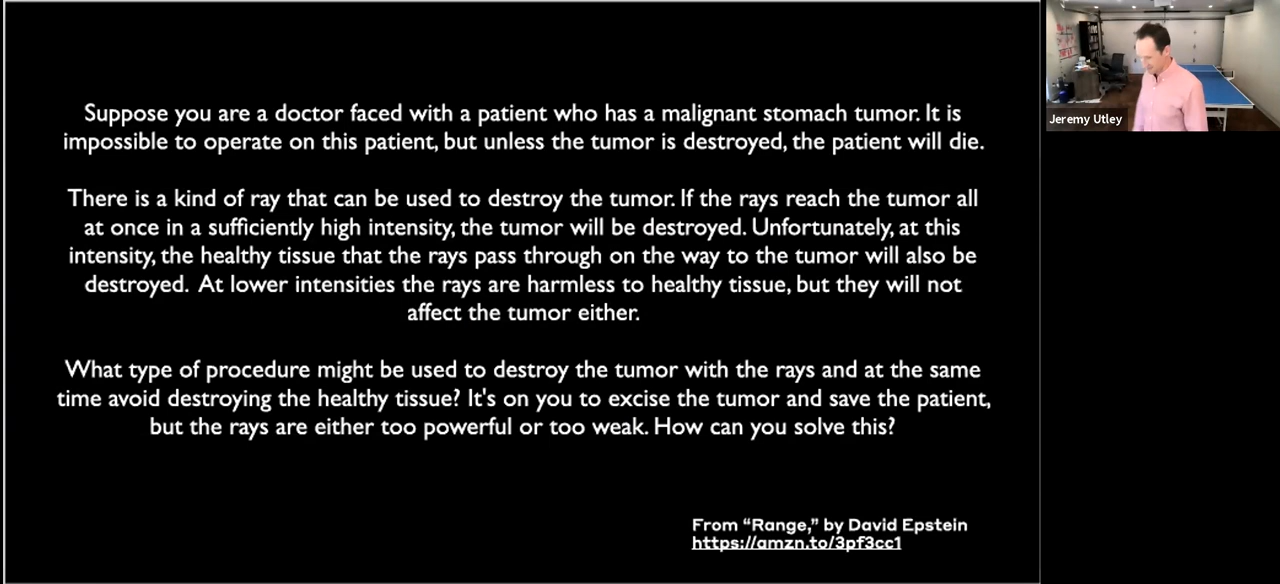 Suppose you are a doctor faced with a patient who has a malignant stomach tumor. It is
impossible to operate on this patient, but unless the tumor is destroyed, the patient will die.
There is a kind of ray that can be used to destroy the tumor. If the rays reach the tumor all
at once in a sufficiently high intensity, the tumor will be destroyed. Unfortunately, at this
intensity, the healthy tissue that the rays pass through on the way to the tumor will also be
destroyed. At lower intensities the rays are harmless to healthy tissue, but they will not
affect the tumor either.
What type of procedure might be used to destroy the tumor with the rays and at the same
time avoid destroying the healthy tissue? It's on you to excise the tumor and save the patient,
but the rays are either too powerful or too weak. How can you solve this?
From “Range,” by David Epstein
https://amzn.to/3pf3cc1
Jeremy Utley